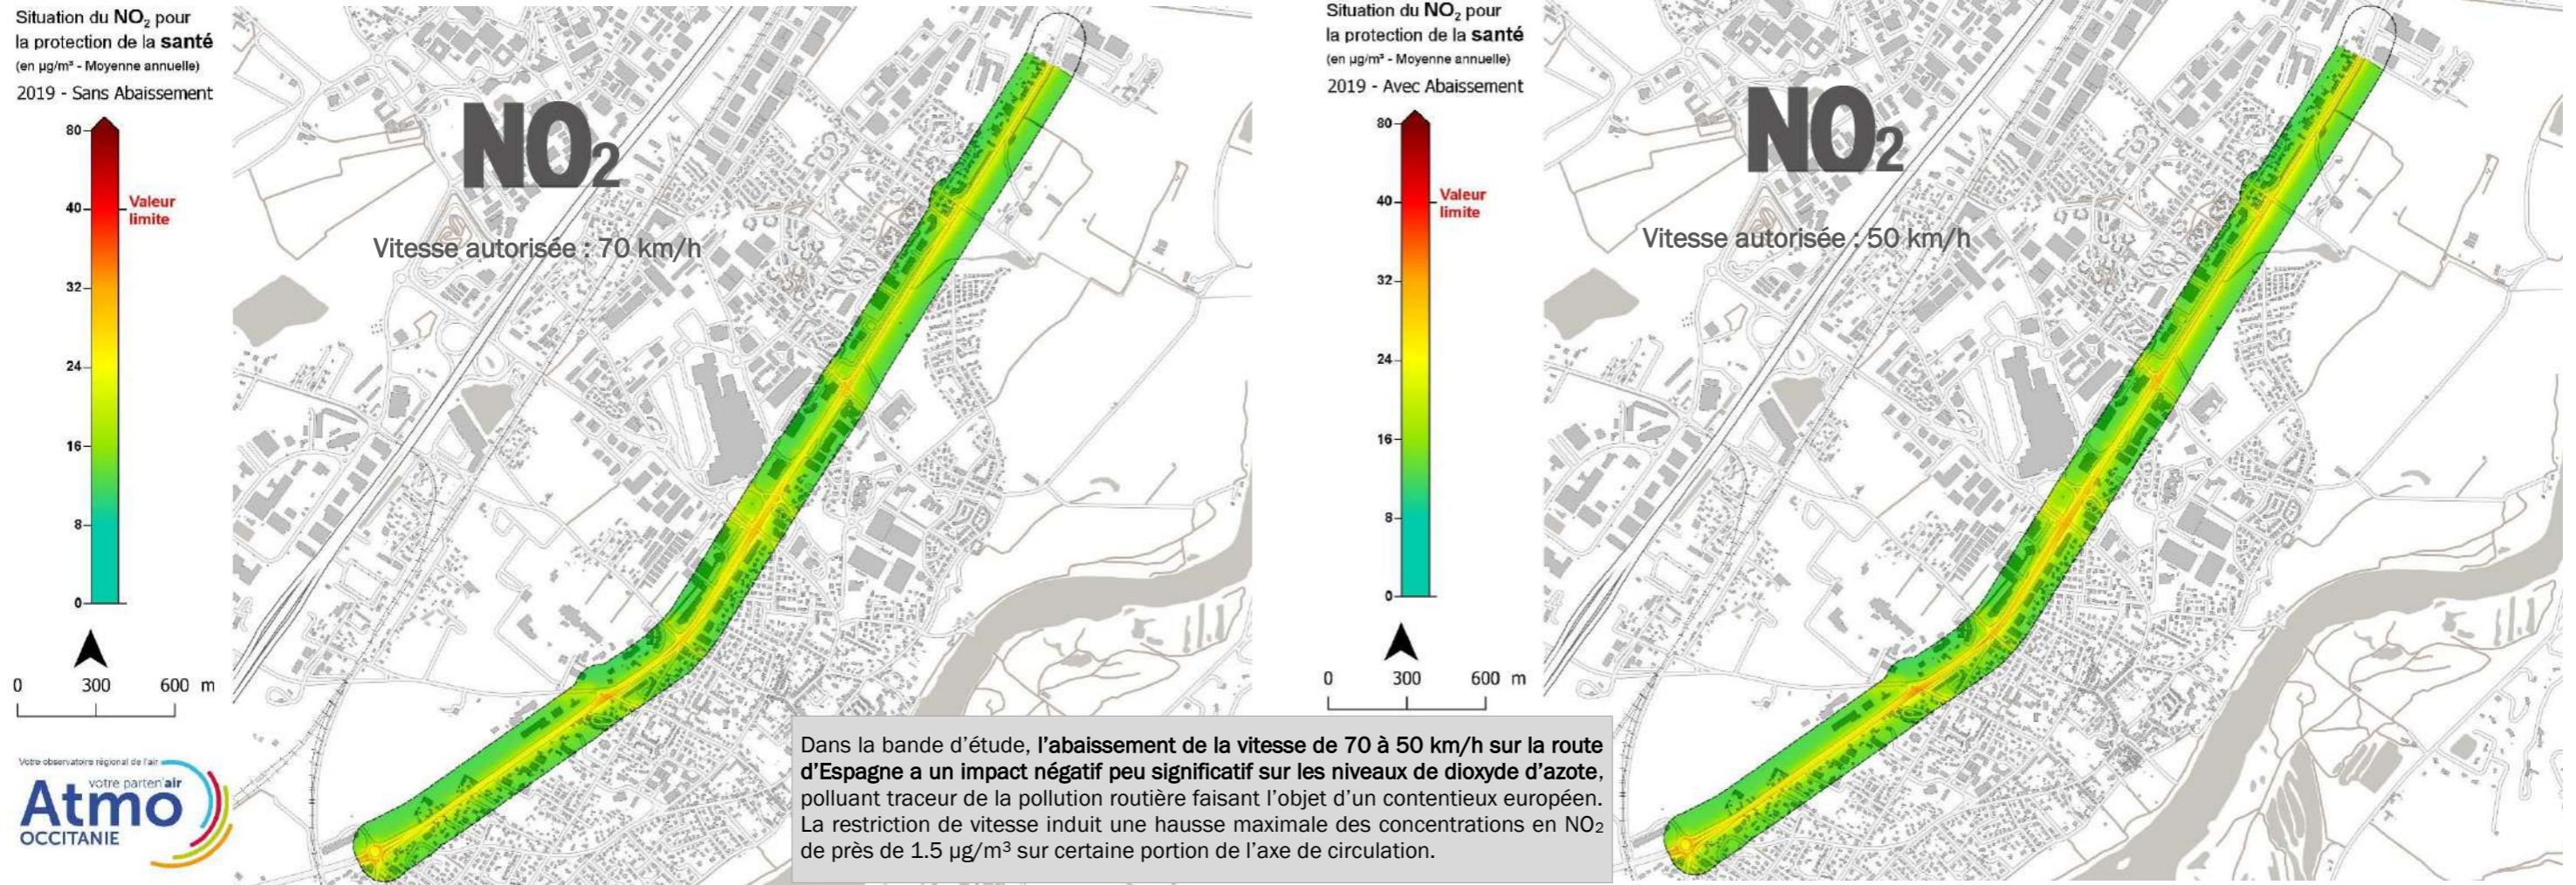 Situation du NO₂ pour
la protection de la santé
(en µg/m³ - Moyenne annuelle)
2019 - Sans Abaissement
80
40
Valeur
limite
32
24
16
8
0
0 300 600 m
Votre observatoire régional de l'air
votre parten'air
Atmo
OCCITANIE
NO₂
Vitesse autorisée : 70 km/h
Situation du NO₂ pour
la protection de la santé
(en µg/m³ - Moyenne annuelle)
2019 - Avec Abaissement
80
40
Valeur
limite
32
24
16
8
0
0 300 600 m
NO₂
Vitesse autorisée : 50 km/h
Dans la bande d'étude, l'abaissement de la vitesse de 70 à 50 km/h sur la route
d'Espagne a un impact négatif peu significatif sur les niveaux de dioxyde d'azote,
polluant traceur de la pollution routière faisant l'objet d'un contentieux européen.
La restriction de vitesse induit une hausse maximale des concentrations en NO₂
de près de 1.5 µg/m³ sur certaine portion de l'axe de circulation.